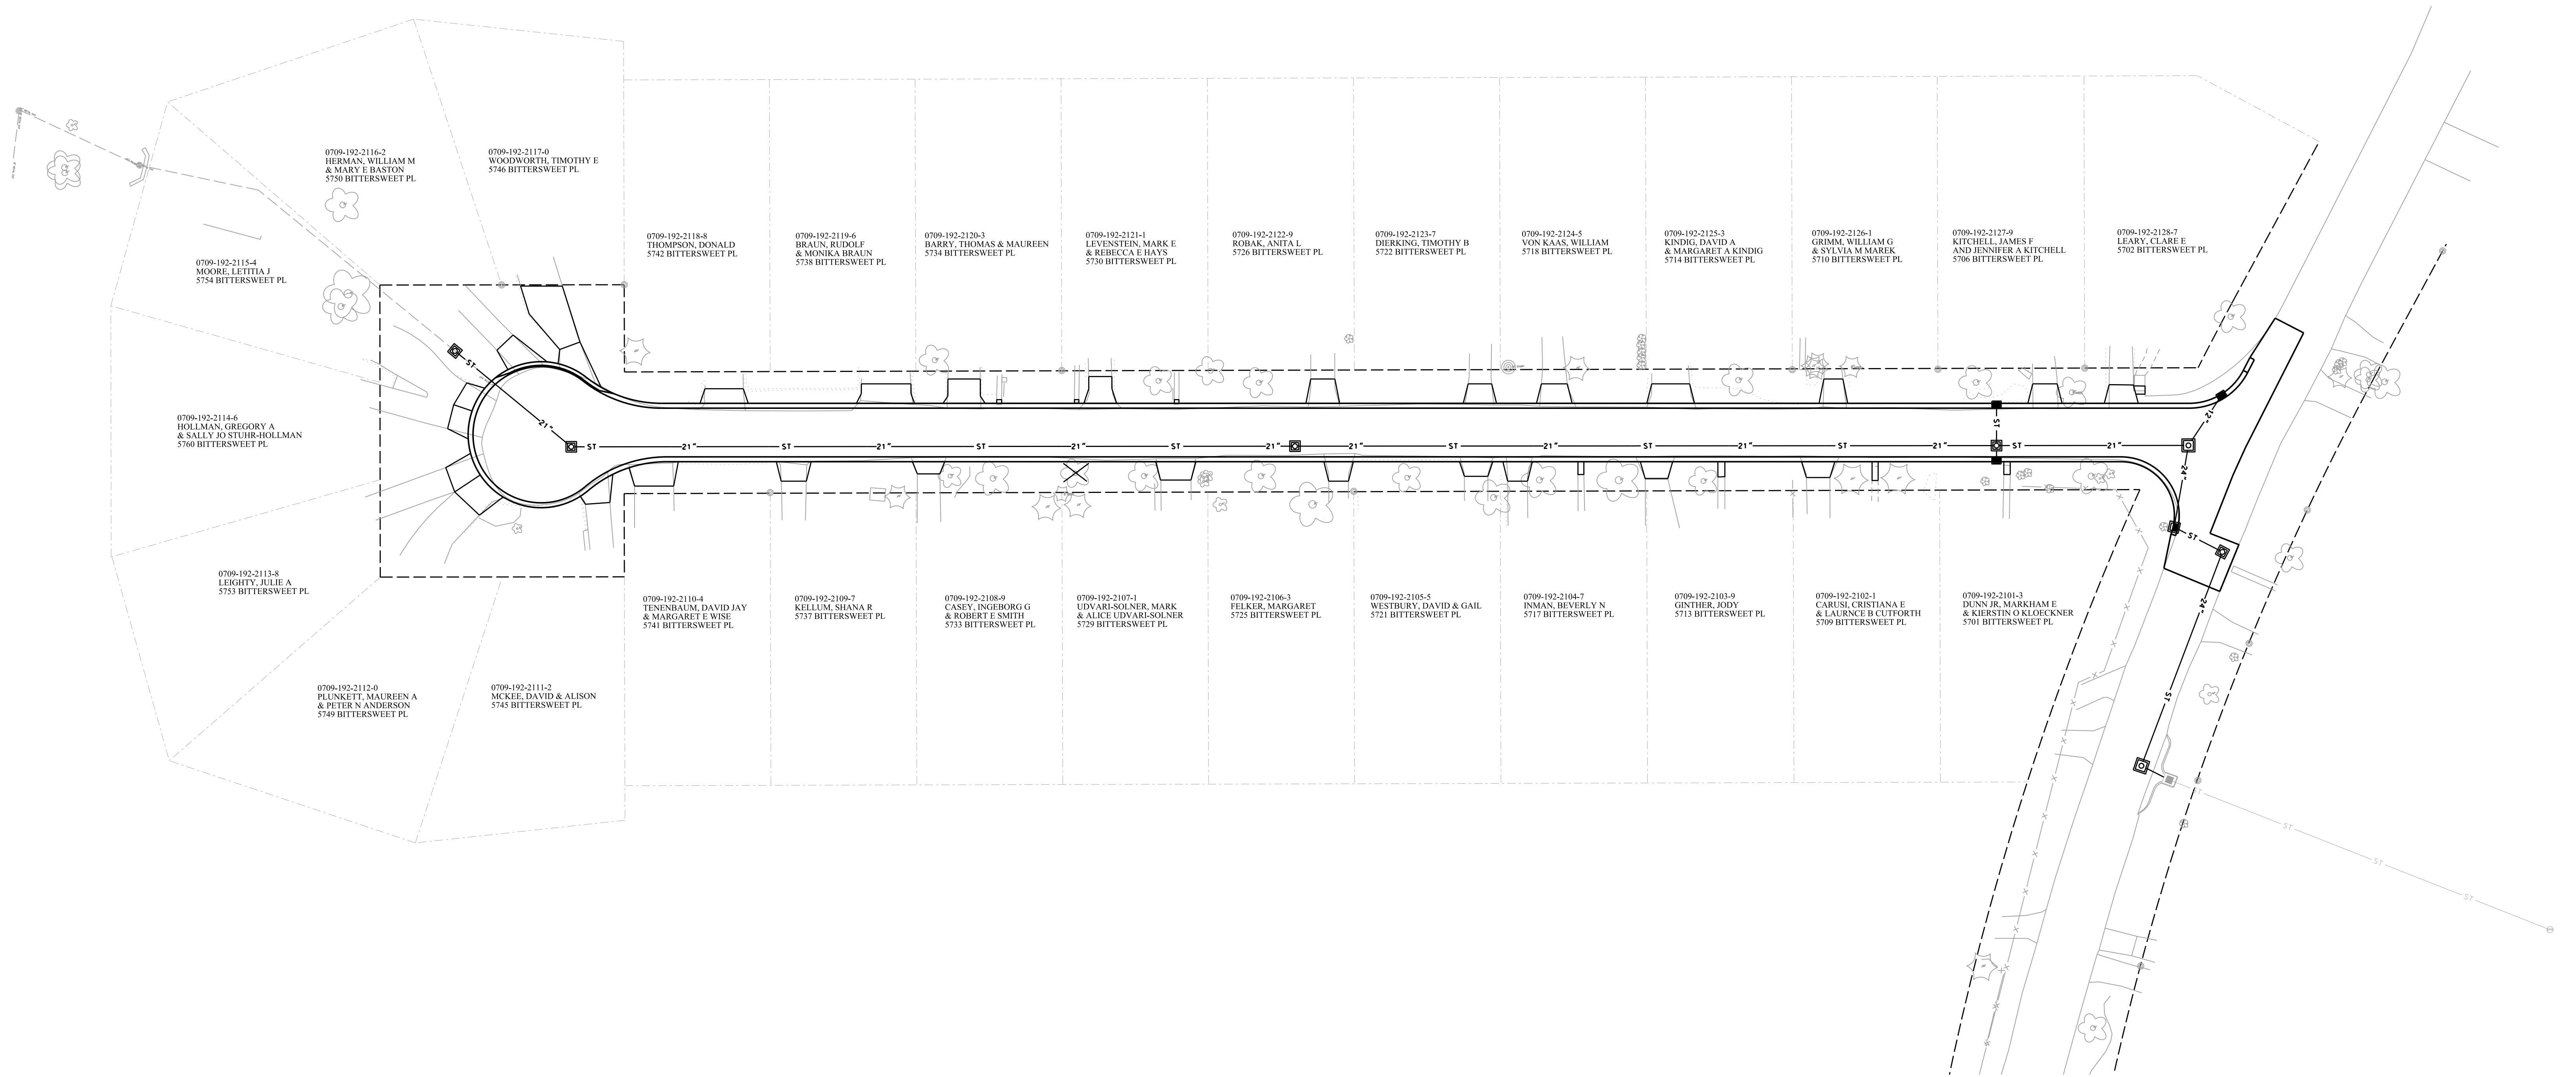 0709-192-2116-2
HERMAN, WILLIAM M
& MARY E BASTON
5750 BITTERSWEET PL
0709-192-2117-0
WOODWORTH, TIMOTHY E
5746 BITTERSWEET PL
0709-192-2115-4
MOORE, LETITIA J
5754 BITTERSWEET PL
0709-192-2118-8
THOMPSON, DONALD
5742 BITTERSWEET PL
0709-192-2119-6
BRAUN, RUDOLF
& MONIKA BRAUN
5738 BITTERSWEET PL
0709-192-2120-3
BARRY, THOMAS & MAUREEN
5734 BITTERSWEET PL
0709-192-2121-1
LEVENSTEIN, MARK E
& REBECCA E HAYS
5730 BITTERSWEET PL
0709-192-2122-9
ROBAK, ANITA L
5726 BITTERSWEET PL
0709-192-2123-7
DIERKING, TIMOTHY B
5722 BITTERSWEET PL
0709-192-2124-5
VON KAAS, WILLIAM
5718 BITTERSWEET PL
0709-192-2125-3
KINDIG, DAVID A
& MARGARET A KINDIG
5714 BITTERSWEET PL
0709-192-2126-1
GRIMM, WILLIAM G
& SYLVIA M MAREK
5710 BITTERSWEET PL
0709-192-2127-9
KITCHELL, JAMES F
AND JENNIFER A KITCHELL
5706 BITTERSWEET PL
0709-192-2128-7
LEARY, CLARE E
5702 BITTERSWEET PL
0709-192-2114-6
HOLLMAN, GREGORY A
& SALLY JO STUHR-HOLLMAN
5760 BITTERSWEET PL
ST
21"
ST 21" ST 21" ST 21" ST 21" 21" ST 21" ST 21" ST 21" ST 21"
ST
12"
24"
ST
24"
ST
0709-192-2113-8
LEIGHTY, JULIE A
5753 BITTERSWEET PL
0709-192-2112-0
PLUNKETT, MAUREEN A
& PETER N ANDERSON
5749 BITTERSWEET PL
0709-192-2111-2
MCKEE, DAVID & ALISON
5745 BITTERSWEET PL
0709-192-2110-4
TENENBAUM, DAVID JAY
& MARGARET E WISE
5741 BITTERSWEET PL
0709-192-2109-7
KELLUM, SHANA R
5737 BITTERSWEET PL
0709-192-2108-9
CASEY, INGEBORG G
& ROBERT E SMITH
5733 BITTERSWEET PL
0709-192-2107-1
UDVARI-SOLNER, MARK
& ALICE UDVARI-SOLNER
5729 BITTERSWEET PL
0709-192-2106-3
FELKER, MARGARET
5725 BITTERSWEET PL
0709-192-2105-5
WESTBURY, DAVID & GAIL
5721 BITTERSWEET PL
0709-192-2104-7
INMAN, BEVERLY N
5717 BITTERSWEET PL
0709-192-2103-9
GINTHER, JODY
5713 BITTERSWEET PL
0709-192-2102-1
CARUSI, CRISTIANA E
& LAURNCE B CUTFORTH
5709 BITTERSWEET PL
0709-192-2101-3
DUNN JR, MARKHAM E
& KIERSTIN O KLOECKNER
5701 BITTERSWEET PL
ST
ST
ST
ST